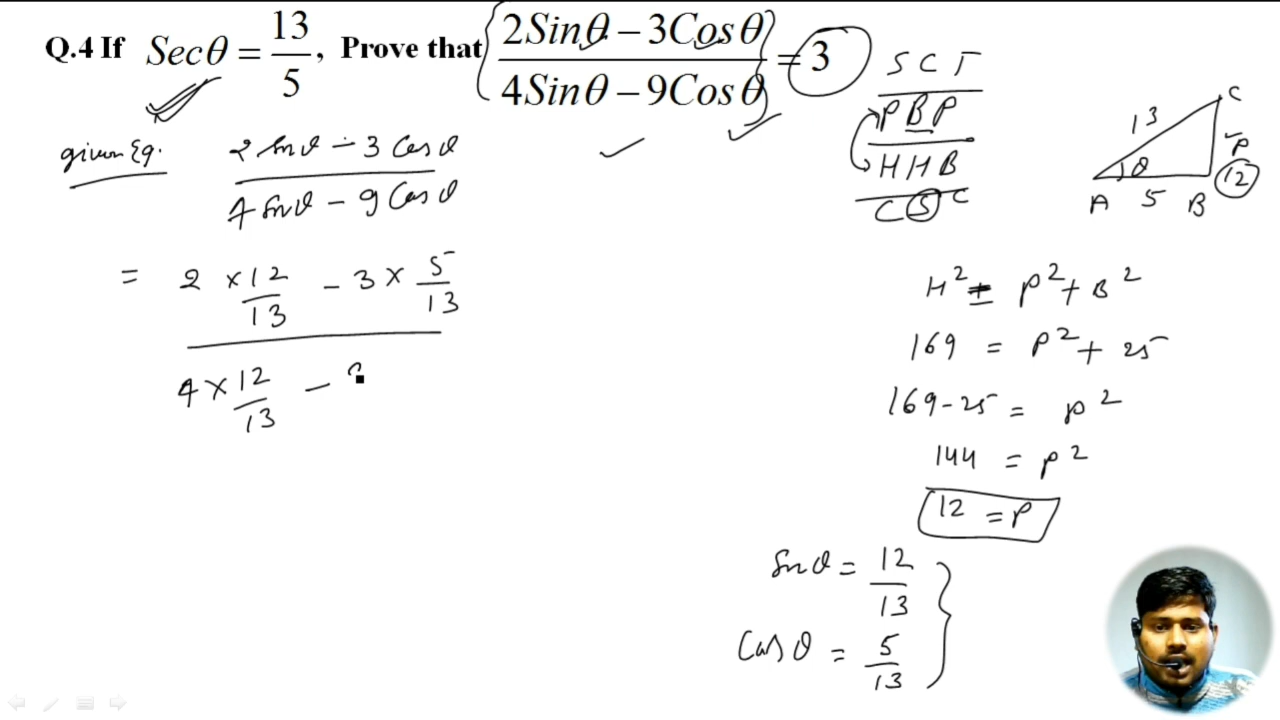 Q.4 If Secθ = 13/5, Prove that {2Sinθ − 3Cosθ / 4Sinθ − 9Cosθ} = 3
S C T
P B P
H H B
C S C
13
C
P
12
θ
A 5 B
given Eq. 2 Sinθ − 3 Cosθ / 4 Sinθ − 9 Cosθ
= 2 × 12/13 − 3 × 5/13
4 × 12/13 −
H² = P² + B²
169 = P² + 25
169 - 25 = P²
144 = P²
12 = P
Sinθ = 12/13
Cosθ = 5/13